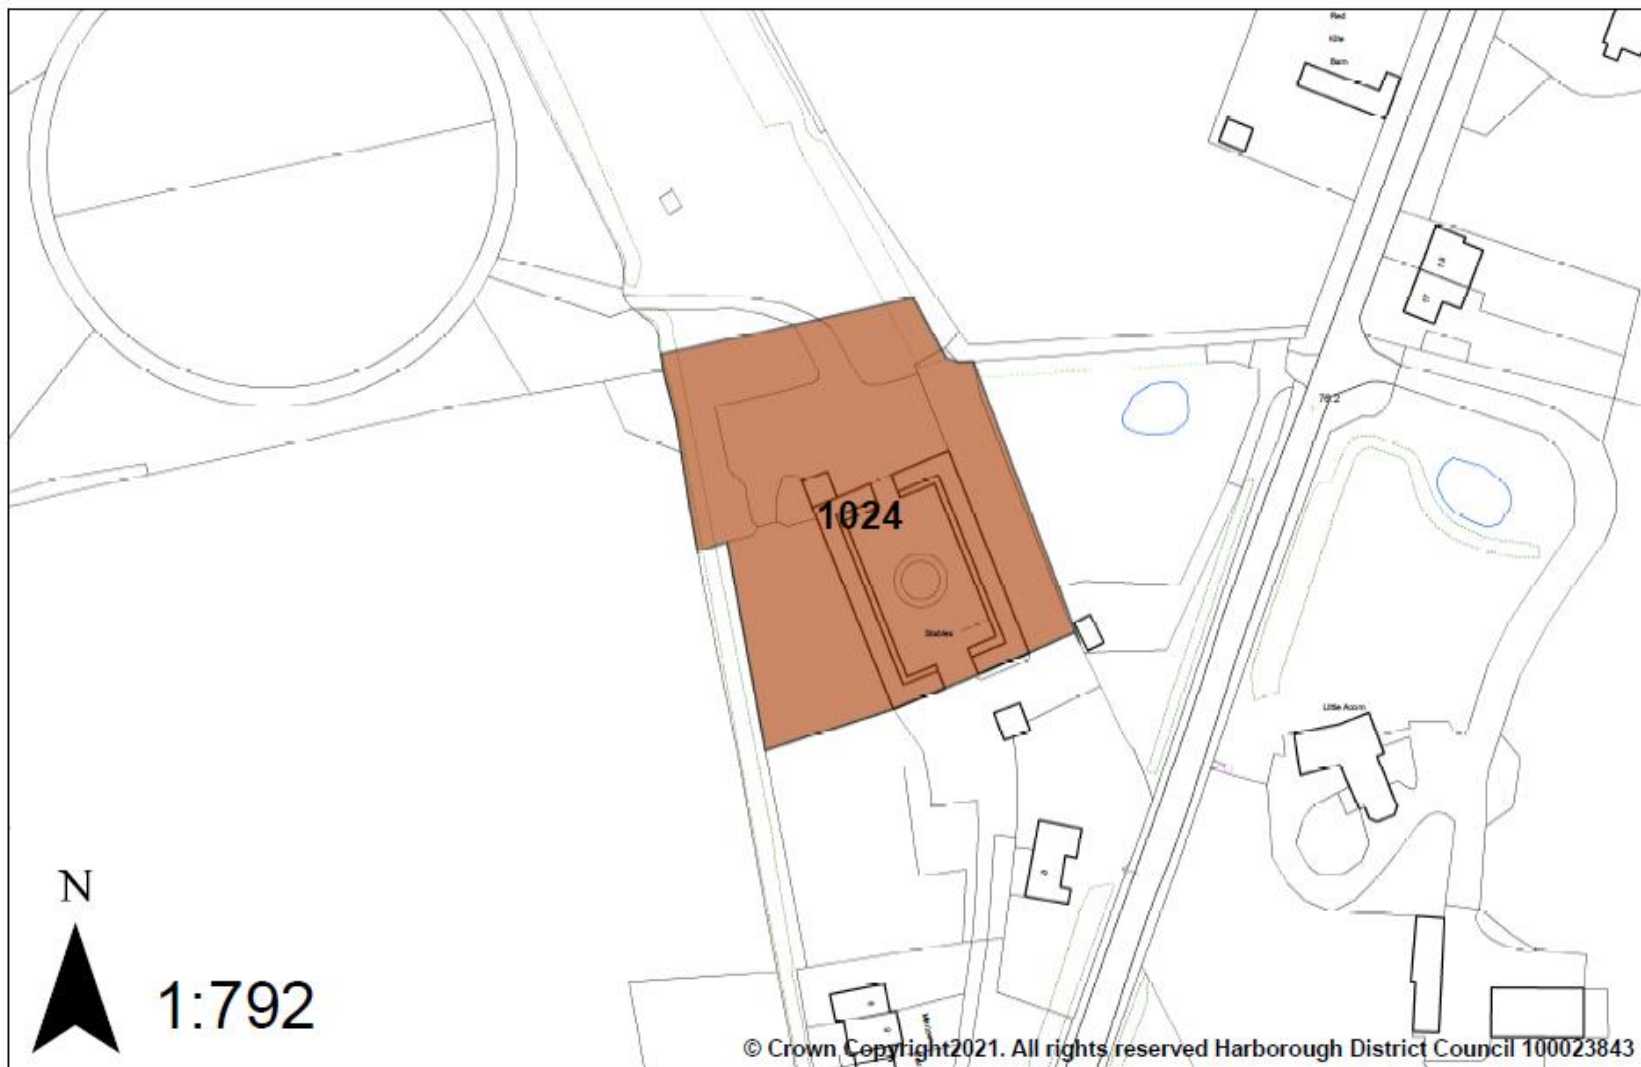 Red
Kite
Barn
76.2
1024
Stables
Little Acorn
N
1:792
© Crown Copyright2021. All rights reserved Harborough District Council 100023843